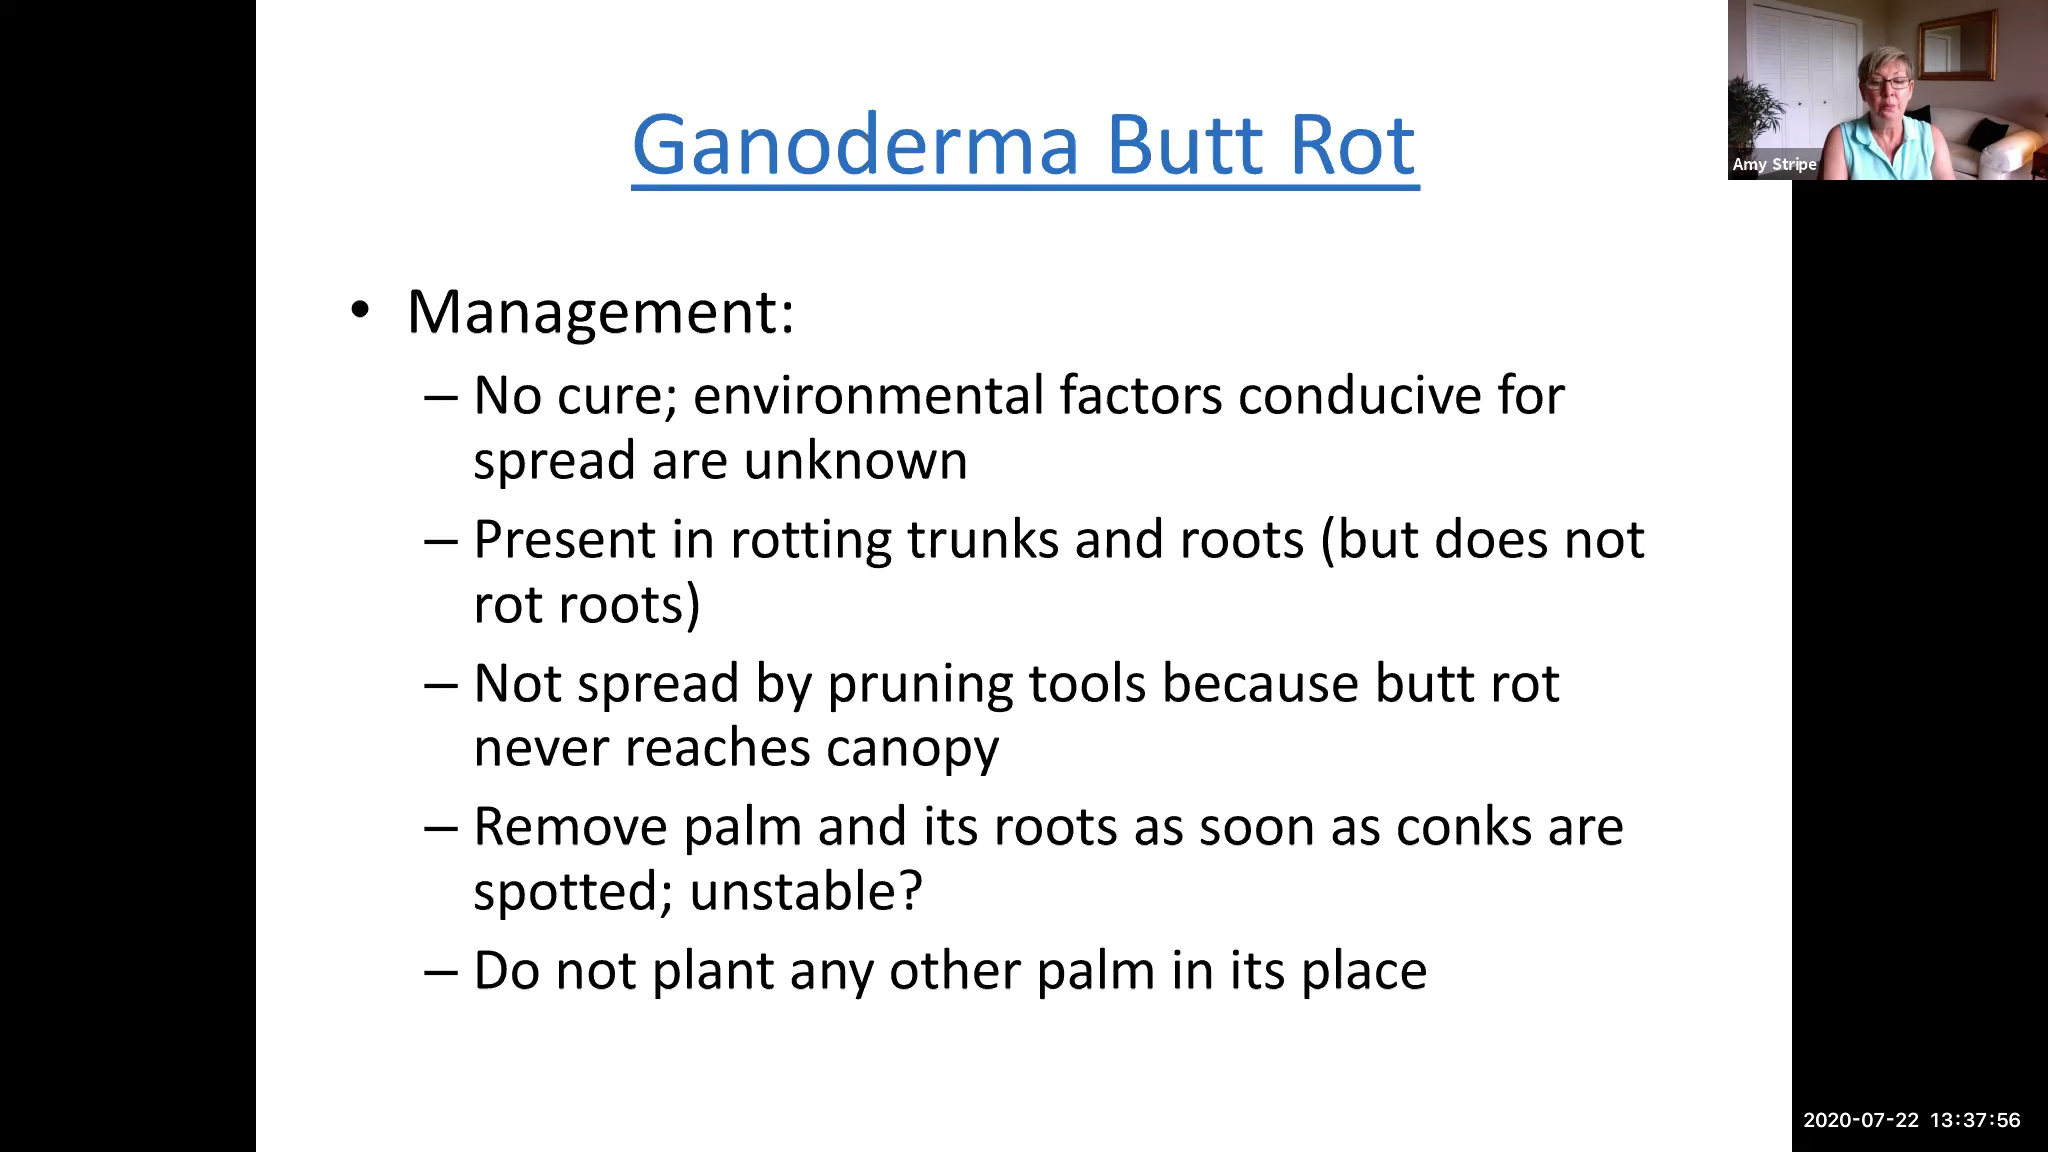 Ganoderma Butt Rot
Amy Stripe
• Management:
– No cure; environmental factors conducive for
spread are unknown
– Present in rotting trunks and roots (but does not
rot roots)
– Not spread by pruning tools because butt rot
never reaches canopy
– Remove palm and its roots as soon as conks are
spotted; unstable?
– Do not plant any other palm in its place
2020-07-22 13:37:56